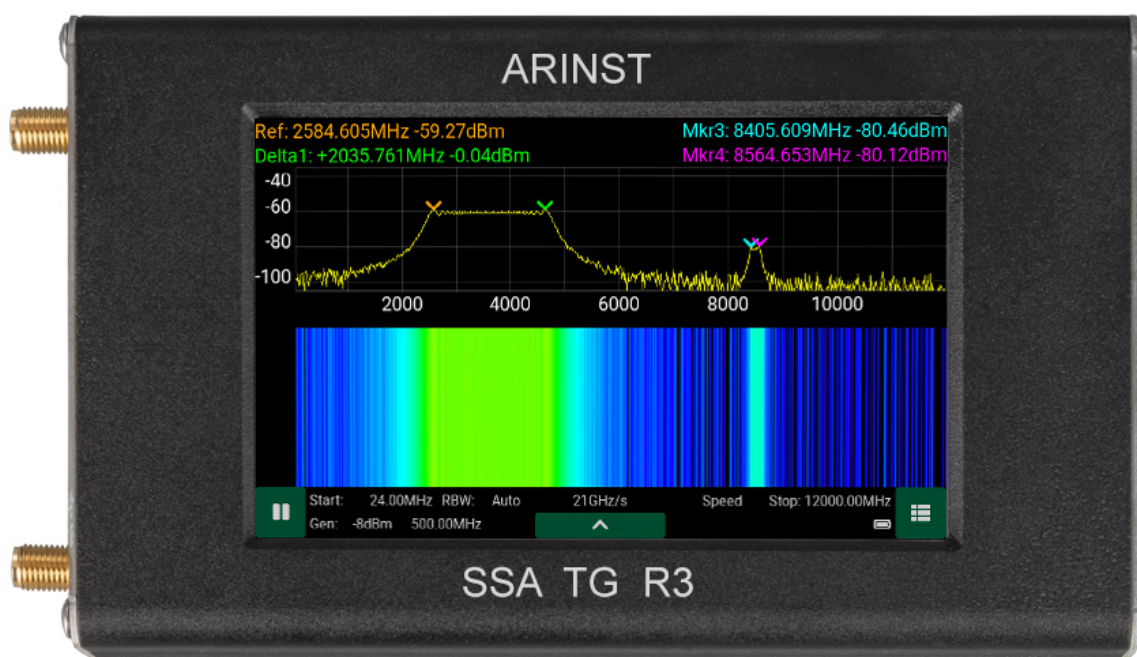 ARINST
Ref: 2584.605MHz -59.27dBm
Mkr3: 8405.609MHz -80.46dBm
Delta1: +2035.761MHz -0.04dBm
Mkr4: 8564.653MHz -80.12dBm
-40
-60
-80
-100
2000 4000 6000 8000 10000
Start: 24.00MHz RBW: Auto 21GHz/s Speed Stop: 12000.00MHz
Gen: -8dBm 500.00MHz
SSA TG R3